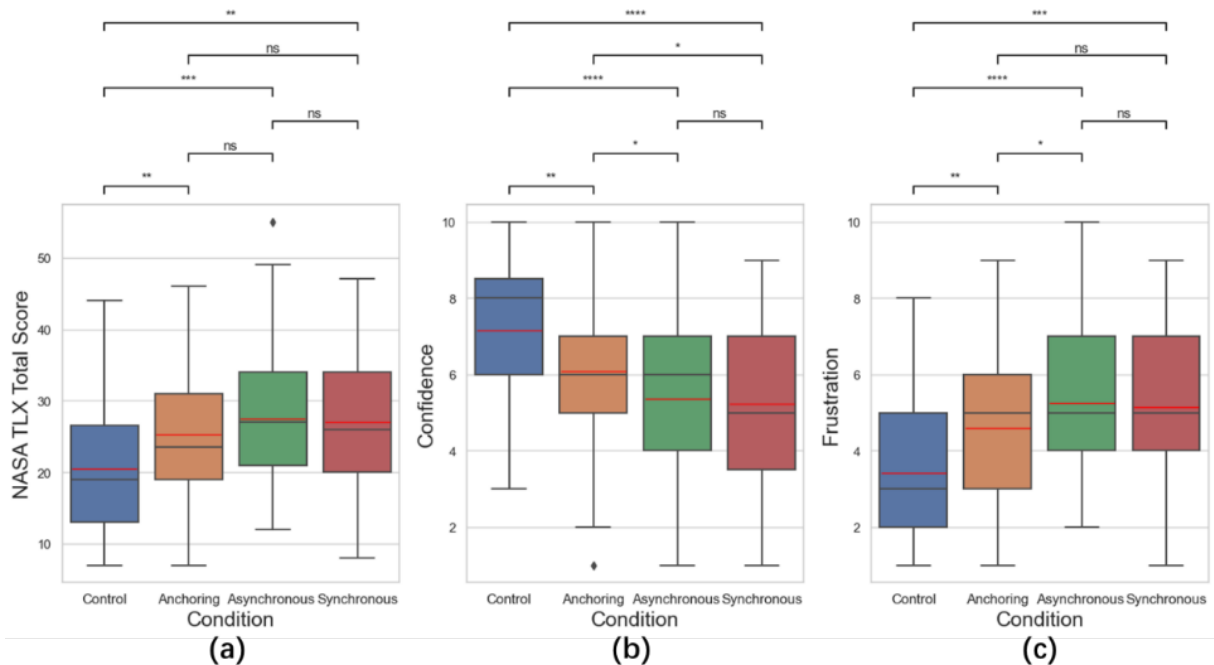 ** **** ***
ns * ns
*** **** ****
ns ns ns
ns * *
** ** **
NASA TLX Total Score
50
40
30
20
10
Control Anchoring Asynchronous Synchronous
Condition
(a)
Confidence
10
8
6
4
2
Control Anchoring Asynchronous Synchronous
Condition
(b)
Frustration
10
8
6
4
2
Control Anchoring Asynchronous Synchronous
Condition
(c)